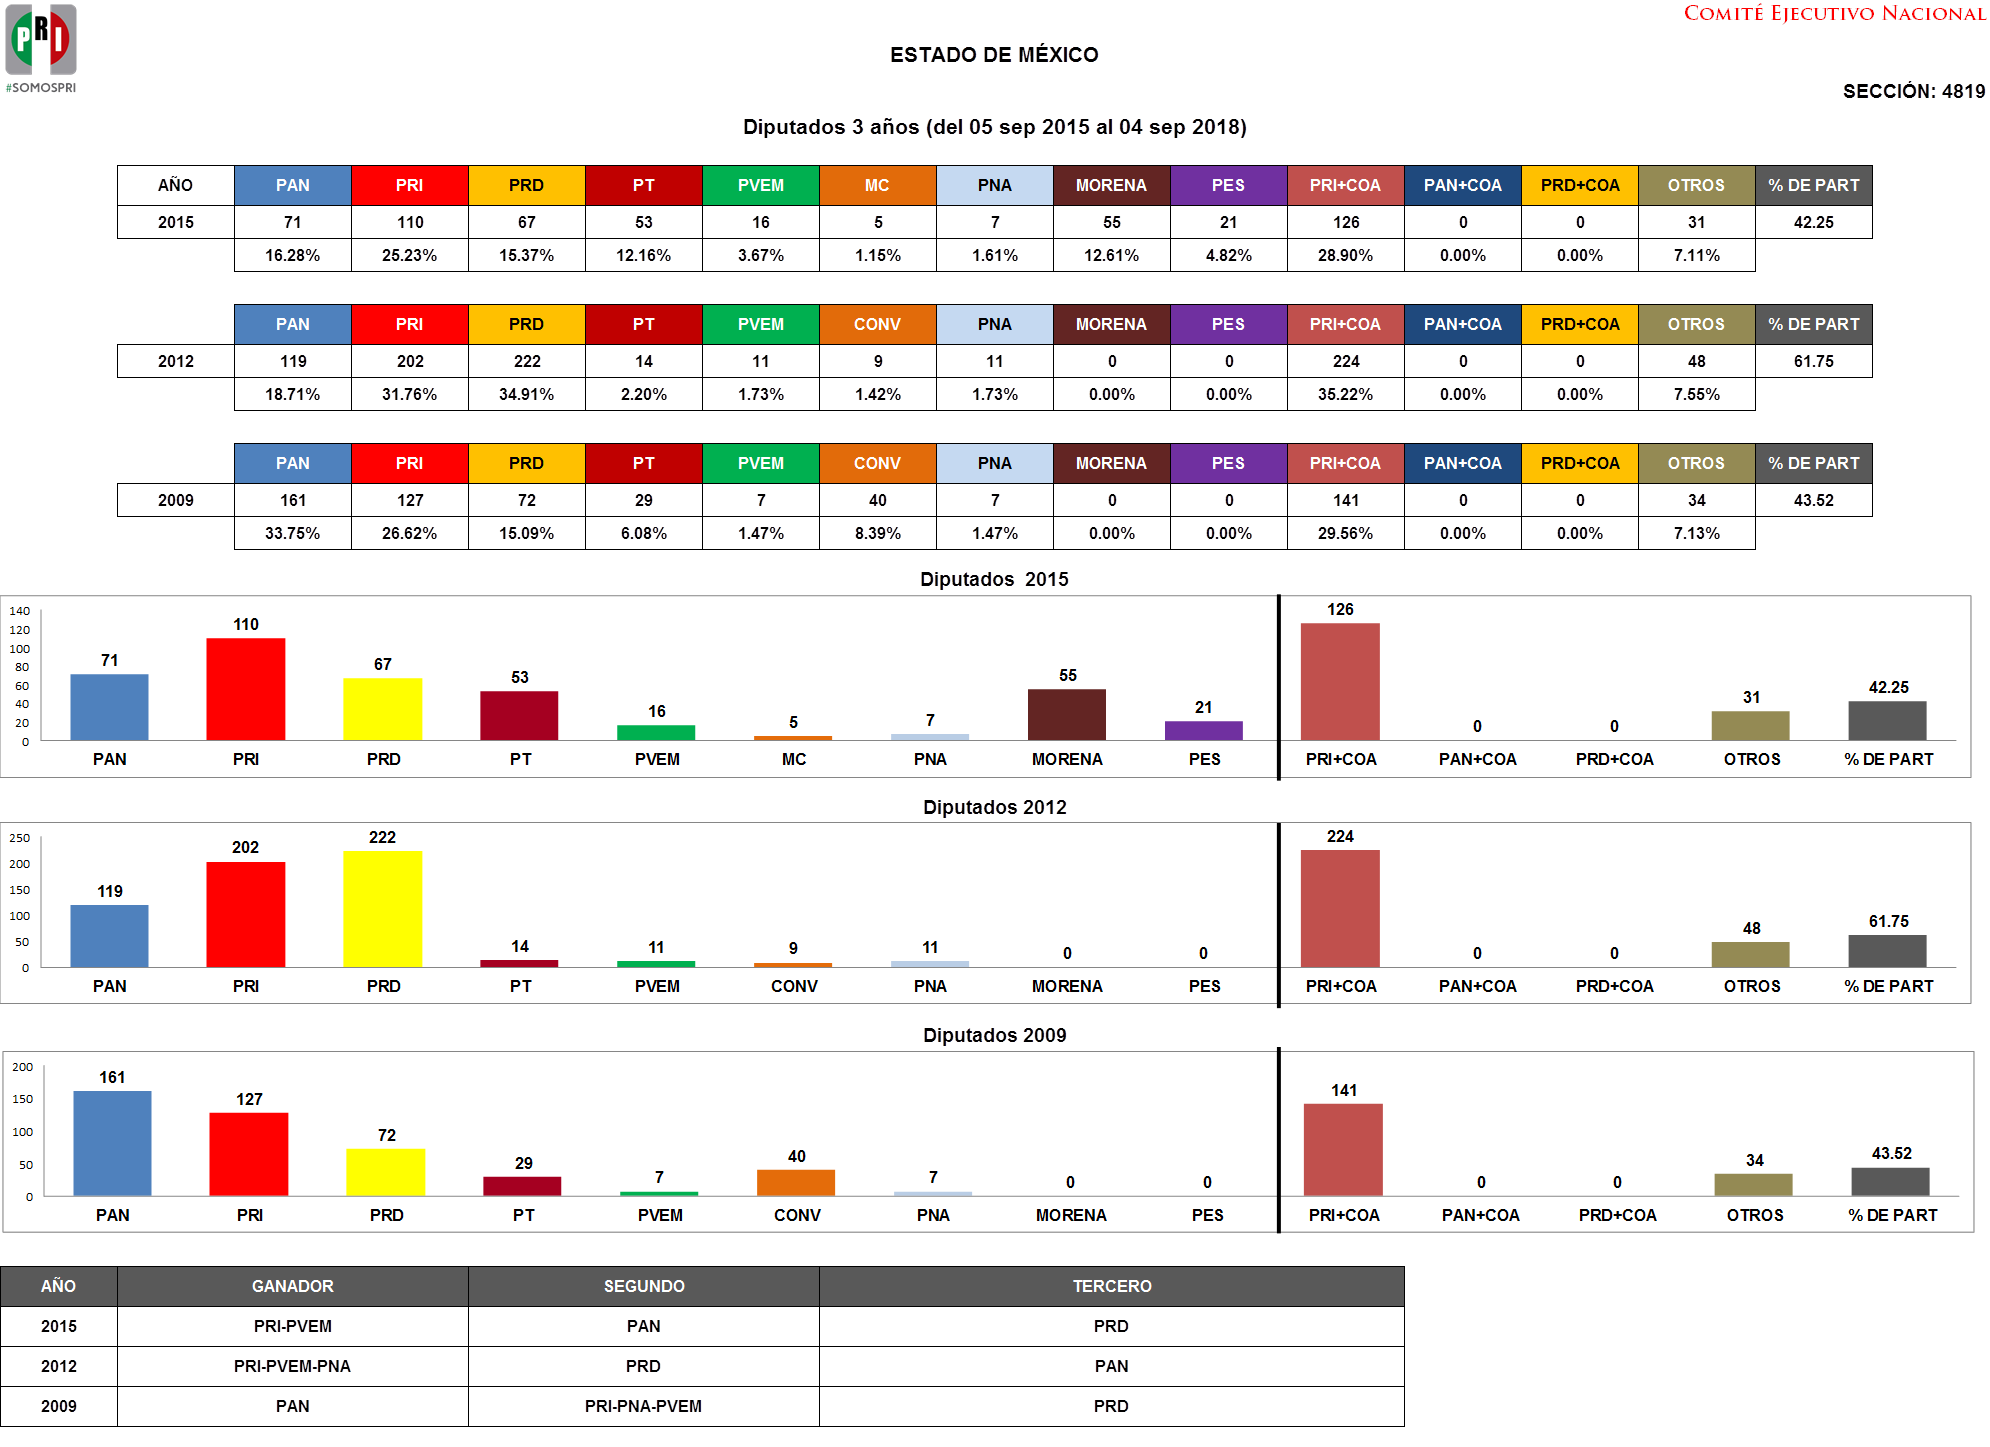 PRI
#SOMOSPRI
COMITÉ EJECUTIVO NACIONAL
ESTADO DE MÉXICO
SECCIÓN: 4819
Diputados 3 años (del 05 sep 2015 al 04 sep 2018)
AÑO PAN PRI PRD PT PVEM MC PNA MORENA PES PRI+COA PAN+COA PRD+COA OTROS % DE PART
2015 71 110 67 53 16 5 7 55 21 126 0 0 31 42.25
16.28% 25.23% 15.37% 12.16% 3.67% 1.15% 1.61% 12.61% 4.82% 28.90% 0.00% 0.00% 7.11%
PAN PRI PRD PT PVEM CONV PNA MORENA PES PRI+COA PAN+COA PRD+COA OTROS % DE PART
2012 119 202 222 14 11 9 11 0 0 224 0 0 48 61.75
18.71% 31.76% 34.91% 2.20% 1.73% 1.42% 1.73% 0.00% 0.00% 35.22% 0.00% 0.00% 7.55%
PAN PRI PRD PT PVEM CONV PNA MORENA PES PRI+COA PAN+COA PRD+COA OTROS % DE PART
2009 161 127 72 29 7 40 7 0 0 141 0 0 34 43.52
33.75% 26.62% 15.09% 6.08% 1.47% 8.39% 1.47% 0.00% 0.00% 29.56% 0.00% 0.00% 7.13%
Diputados 2015
140
120
100
80
60
40
20
0
71 110 67 53 16 5 7 55 21 126 0 0 31 42.25
PAN PRI PRD PT PVEM MC PNA MORENA PES PRI+COA PAN+COA PRD+COA OTROS % DE PART
Diputados 2012
250
200
150
100
50
0
119 202 222 14 11 9 11 0 0 224 0 0 48 61.75
PAN PRI PRD PT PVEM CONV PNA MORENA PES PRI+COA PAN+COA PRD+COA OTROS % DE PART
Diputados 2009
200
150
100
50
0
161 127 72 29 7 40 7 0 0 141 0 0 34 43.52
PAN PRI PRD PT PVEM CONV PNA MORENA PES PRI+COA PAN+COA PRD+COA OTROS % DE PART
AÑO GANADOR SEGUNDO TERCERO
2015 PRI-PVEM PAN PRD
2012 PRI-PVEM-PNA PRD PAN
2009 PAN PRI-PNA-PVEM PRD